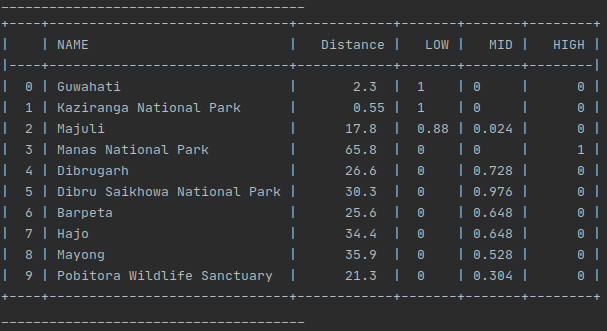 --------------------------------------
+----+------------------------------+------------+-------+-------+--------+
|    | NAME                         |   Distance |   LOW |   MID |   HIGH |
|----+------------------------------+------------+-------+-------+--------|
|  0 | Guwahati                     |       2.3  |  1    | 0     |      0 |
|  1 | Kaziranga National Park      |       0.55 |  1    | 0     |      0 |
|  2 | Majuli                       |      17.8  |  0.88 | 0.024 |      0 |
|  3 | Manas National Park          |      65.8  |  0    | 0     |      1 |
|  4 | Dibrugarh                    |      26.6  |  0    | 0.728 |      0 |
|  5 | Dibru Saikhowa National Park |      30.3  |  0    | 0.976 |      0 |
|  6 | Barpeta                      |      25.6  |  0    | 0.648 |      0 |
|  7 | Hajo                         |      34.4  |  0    | 0.648 |      0 |
|  8 | Mayong                       |      35.9  |  0    | 0.528 |      0 |
|  9 | Pobitora Wildlife Sanctuary  |      21.3  |  0    | 0.304 |      0 |
+----+------------------------------+------------+-------+-------+--------+
--------------------------------------